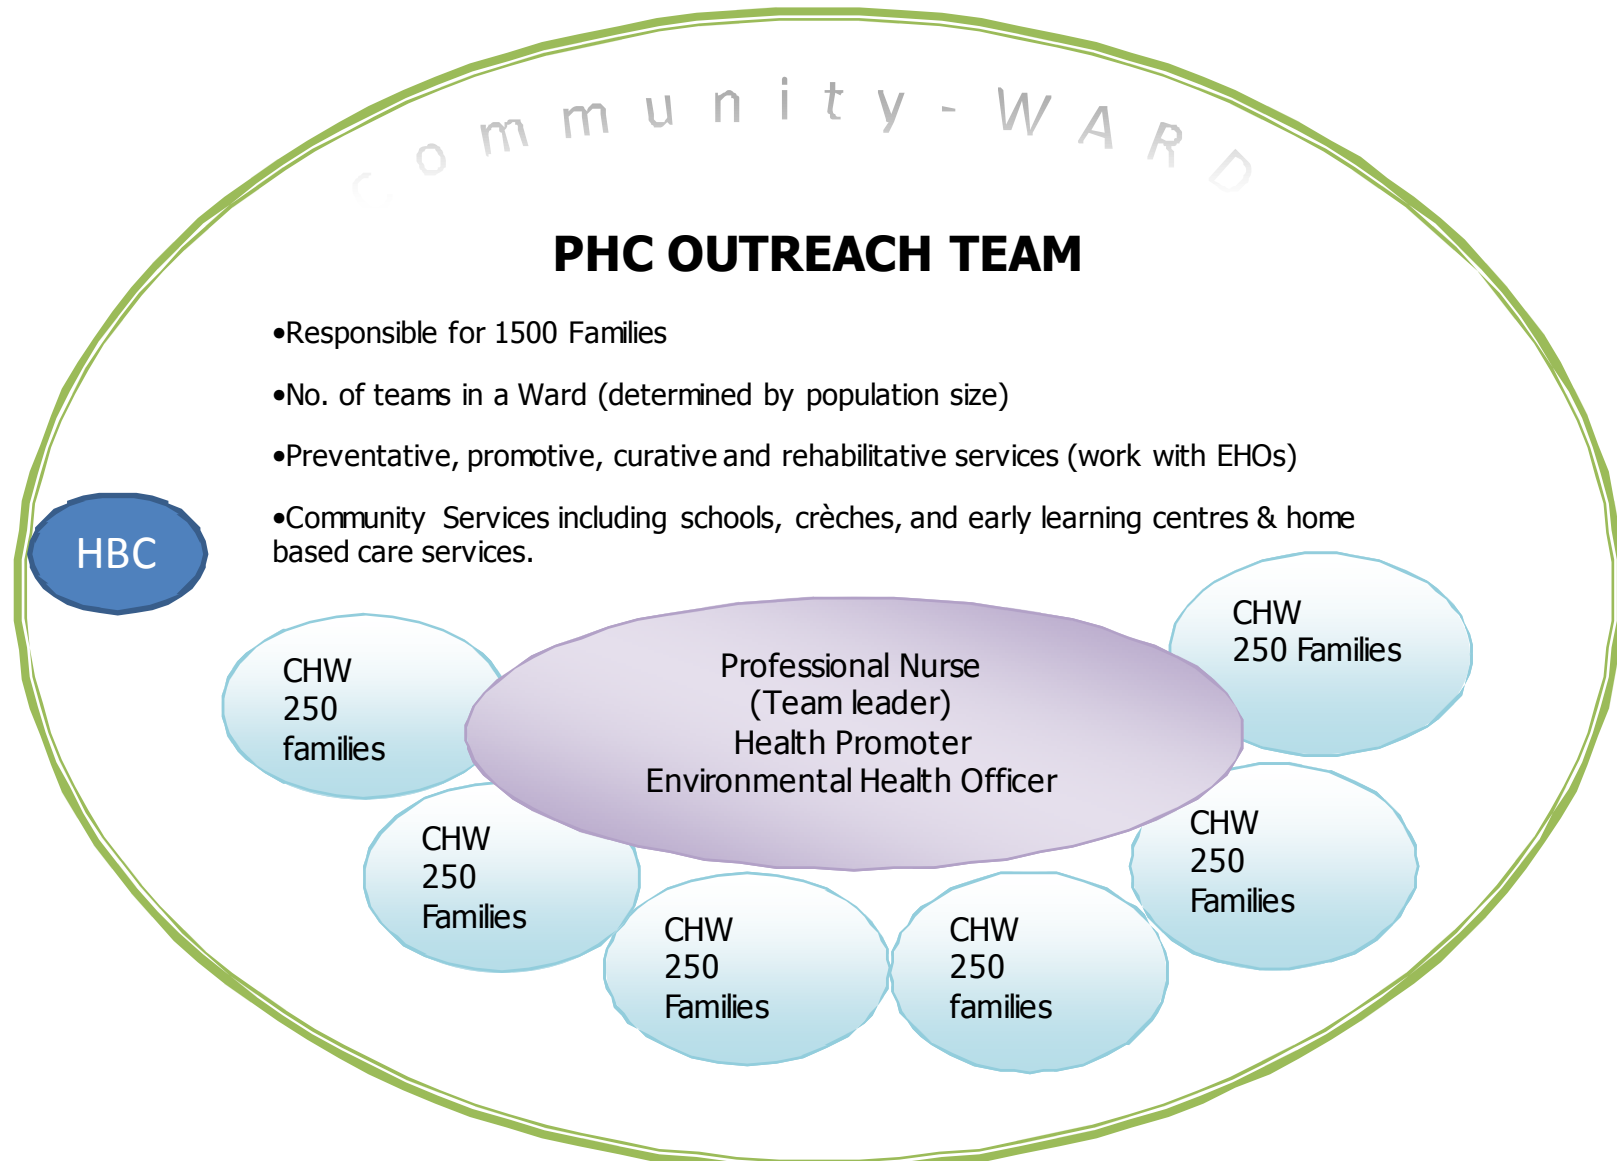 Community-WARD
PHC OUTREACH TEAM
•Responsible for 1500 Families
•No. of teams in a Ward (determined by population size)
•Preventative, promotive, curative and rehabilitative services (work with EHOs)
•Community Services including schools, crèches, and early learning centres & home
based care services.
HBC
CHW
250 Families
Professional Nurse
(Team leader)
Health Promoter
Environmental Health Officer
CHW
250
families
CHW
250
Families
CHW
250
Families
CHW
250
families
CHW
250
Families